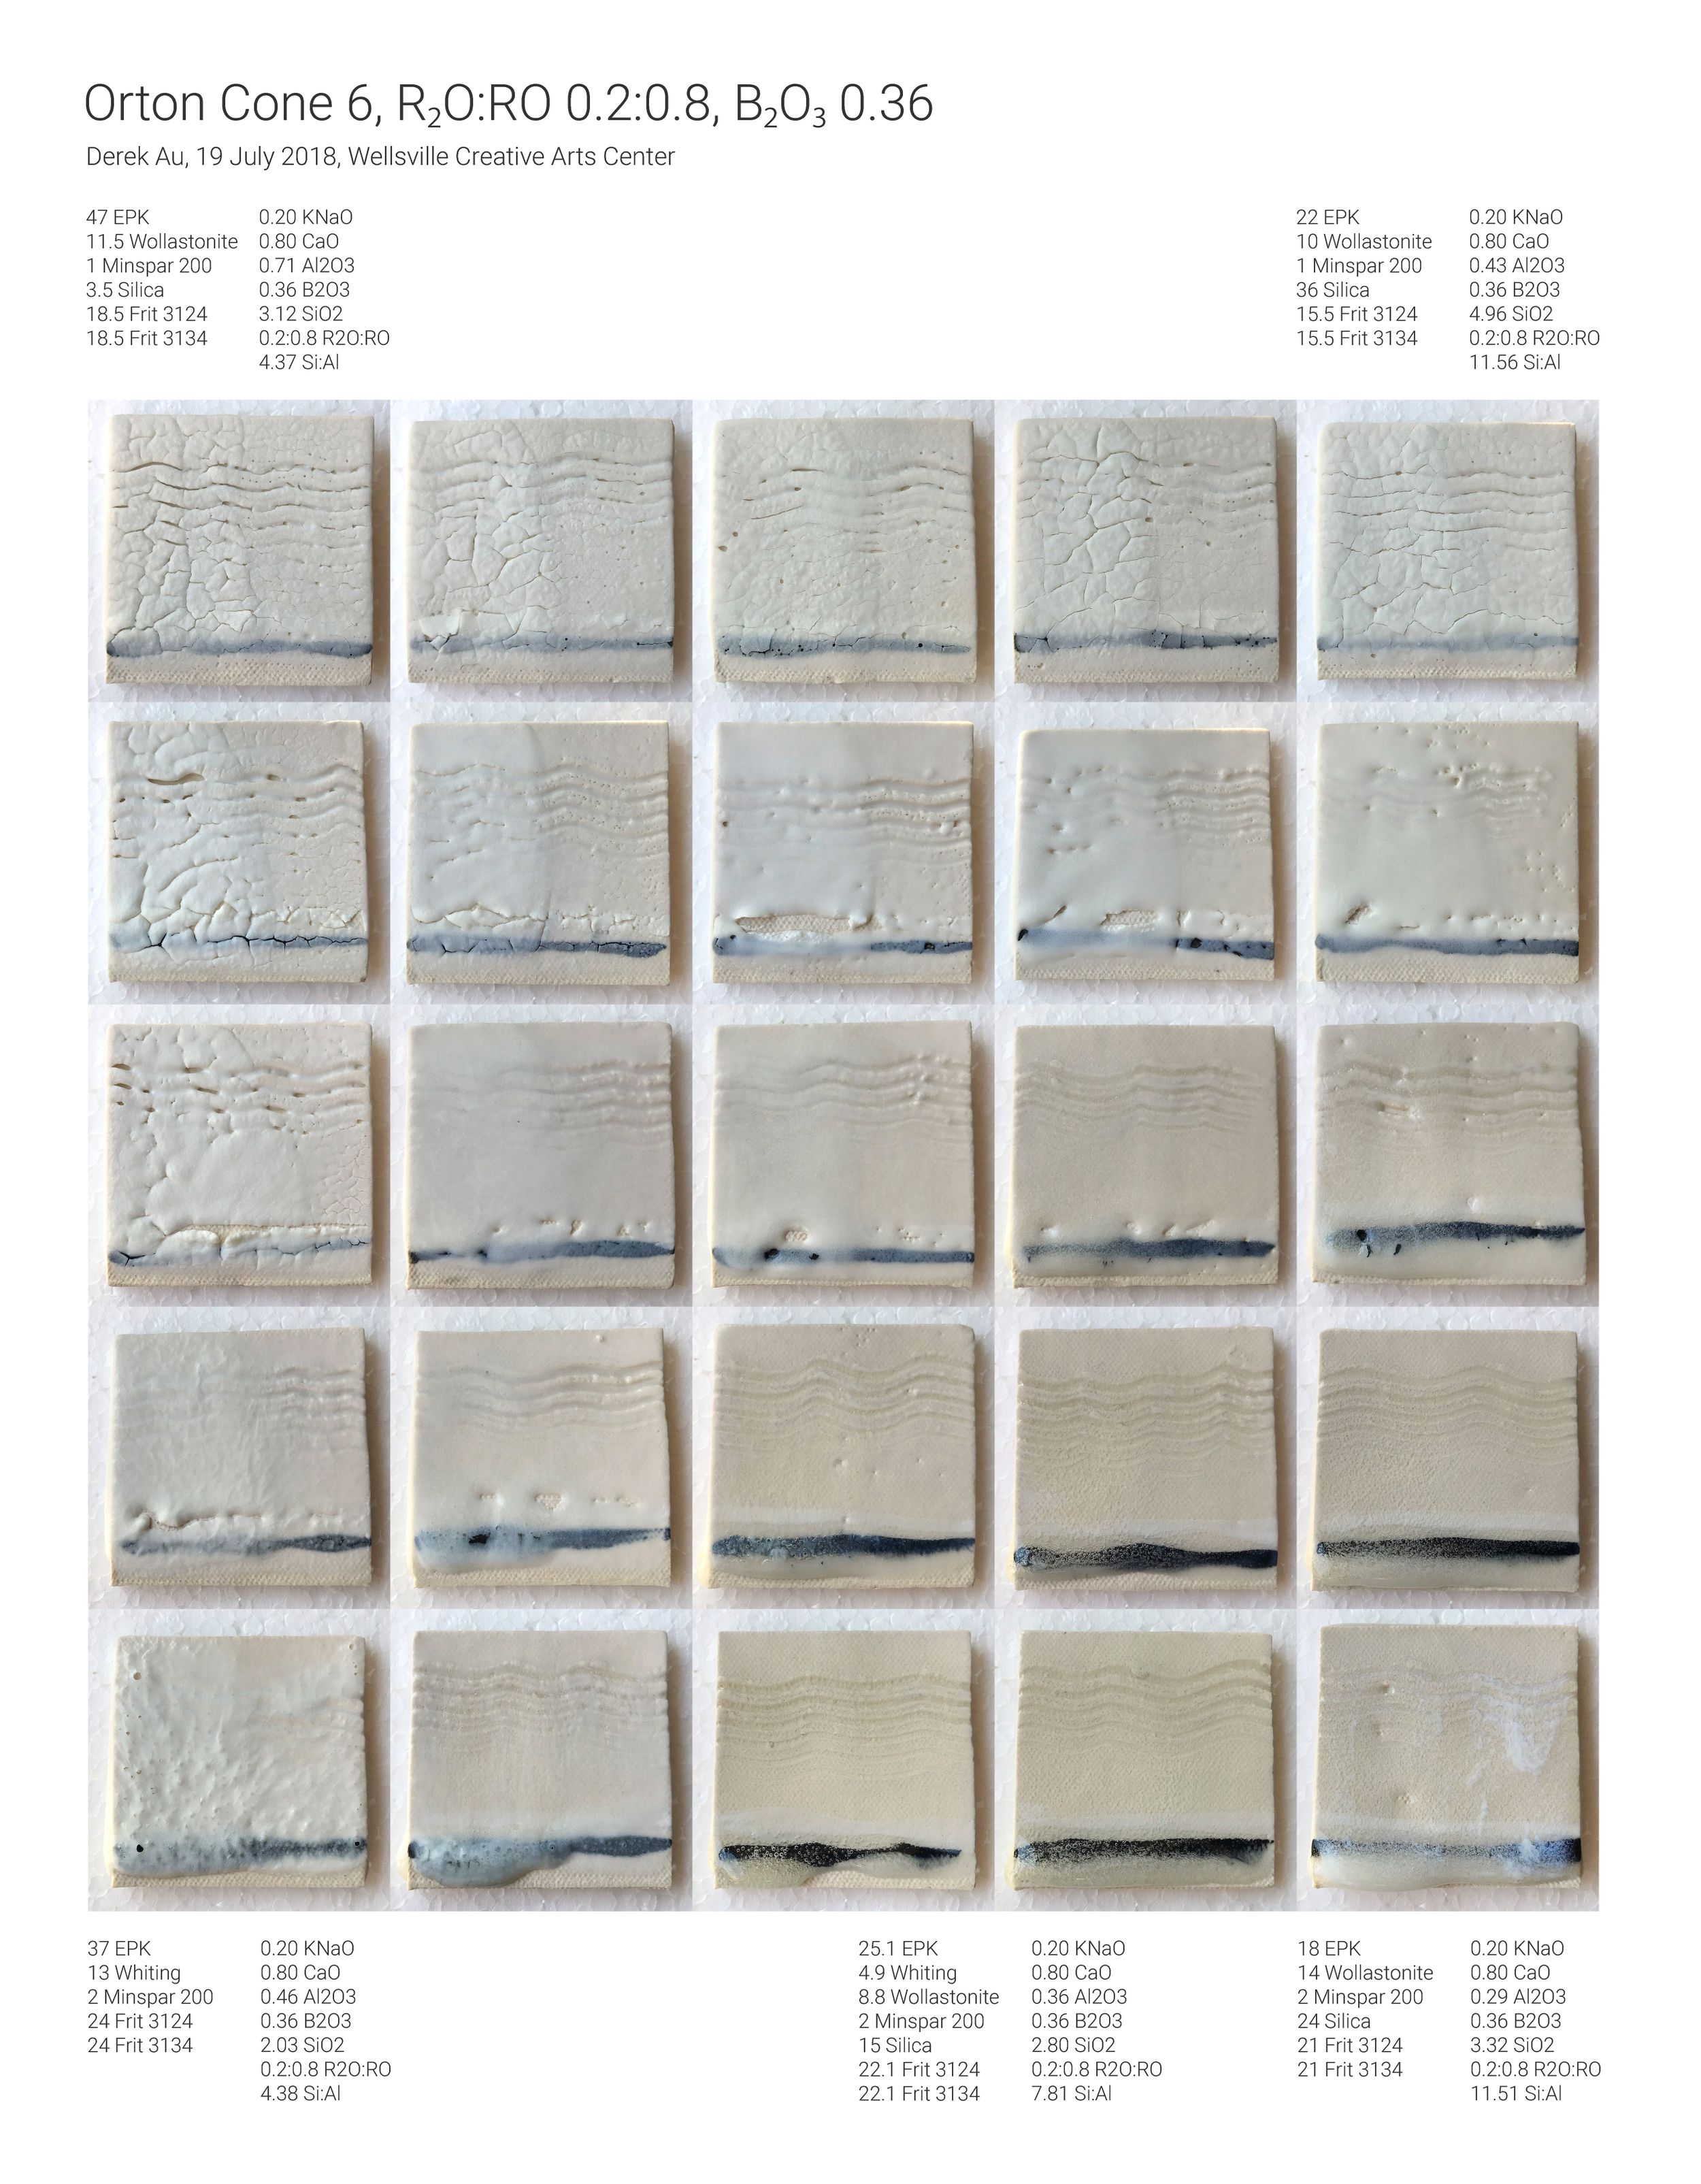 Orton Cone 6, R₂O:RO 0.2:0.8, B₂O₃ 0.36
Derek Au, 19 July 2018, Wellsville Creative Arts Center
47 EPK
11.5 Wollastonite
1 Minspar 200
3.5 Silica
18.5 Frit 3124
18.5 Frit 3134
0.20 KNaO
0.80 CaO
0.71 Al2O3
0.36 B2O3
3.12 SiO2
0.2:0.8 R2O:RO
4.37 Si:Al
22 EPK
10 Wollastonite
1 Minspar 200
36 Silica
15.5 Frit 3124
15.5 Frit 3134
0.20 KNaO
0.80 CaO
0.43 Al2O3
0.36 B2O3
4.96 SiO2
0.2:0.8 R2O:RO
11.56 Si:Al
37 EPK
13 Whiting
2 Minspar 200
24 Frit 3124
24 Frit 3134
0.20 KNaO
0.80 CaO
0.46 Al2O3
0.36 B2O3
2.03 SiO2
0.2:0.8 R2O:RO
4.38 Si:Al
25.1 EPK
4.9 Whiting
8.8 Wollastonite
2 Minspar 200
15 Silica
22.1 Frit 3124
22.1 Frit 3134
0.20 KNaO
0.80 CaO
0.36 Al2O3
0.36 B2O3
2.80 SiO2
0.2:0.8 R2O:RO
7.81 Si:Al
18 EPK
14 Wollastonite
2 Minspar 200
24 Silica
21 Frit 3124
21 Frit 3134
0.20 KNaO
0.80 CaO
0.29 Al2O3
0.36 B2O3
3.32 SiO2
0.2:0.8 R2O:RO
11.51 Si:Al